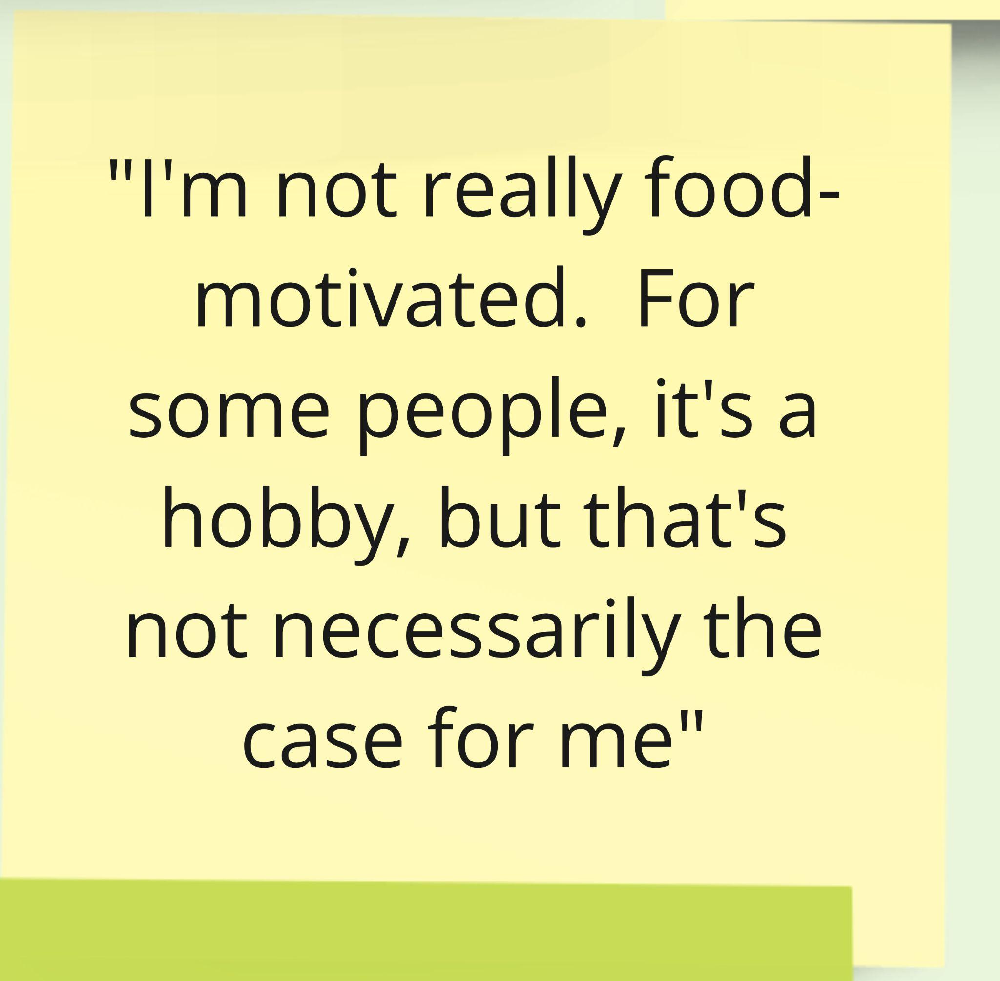 "I'm not really food-
motivated.  For
some people, it's a
hobby, but that's
not necessarily the
case for me"